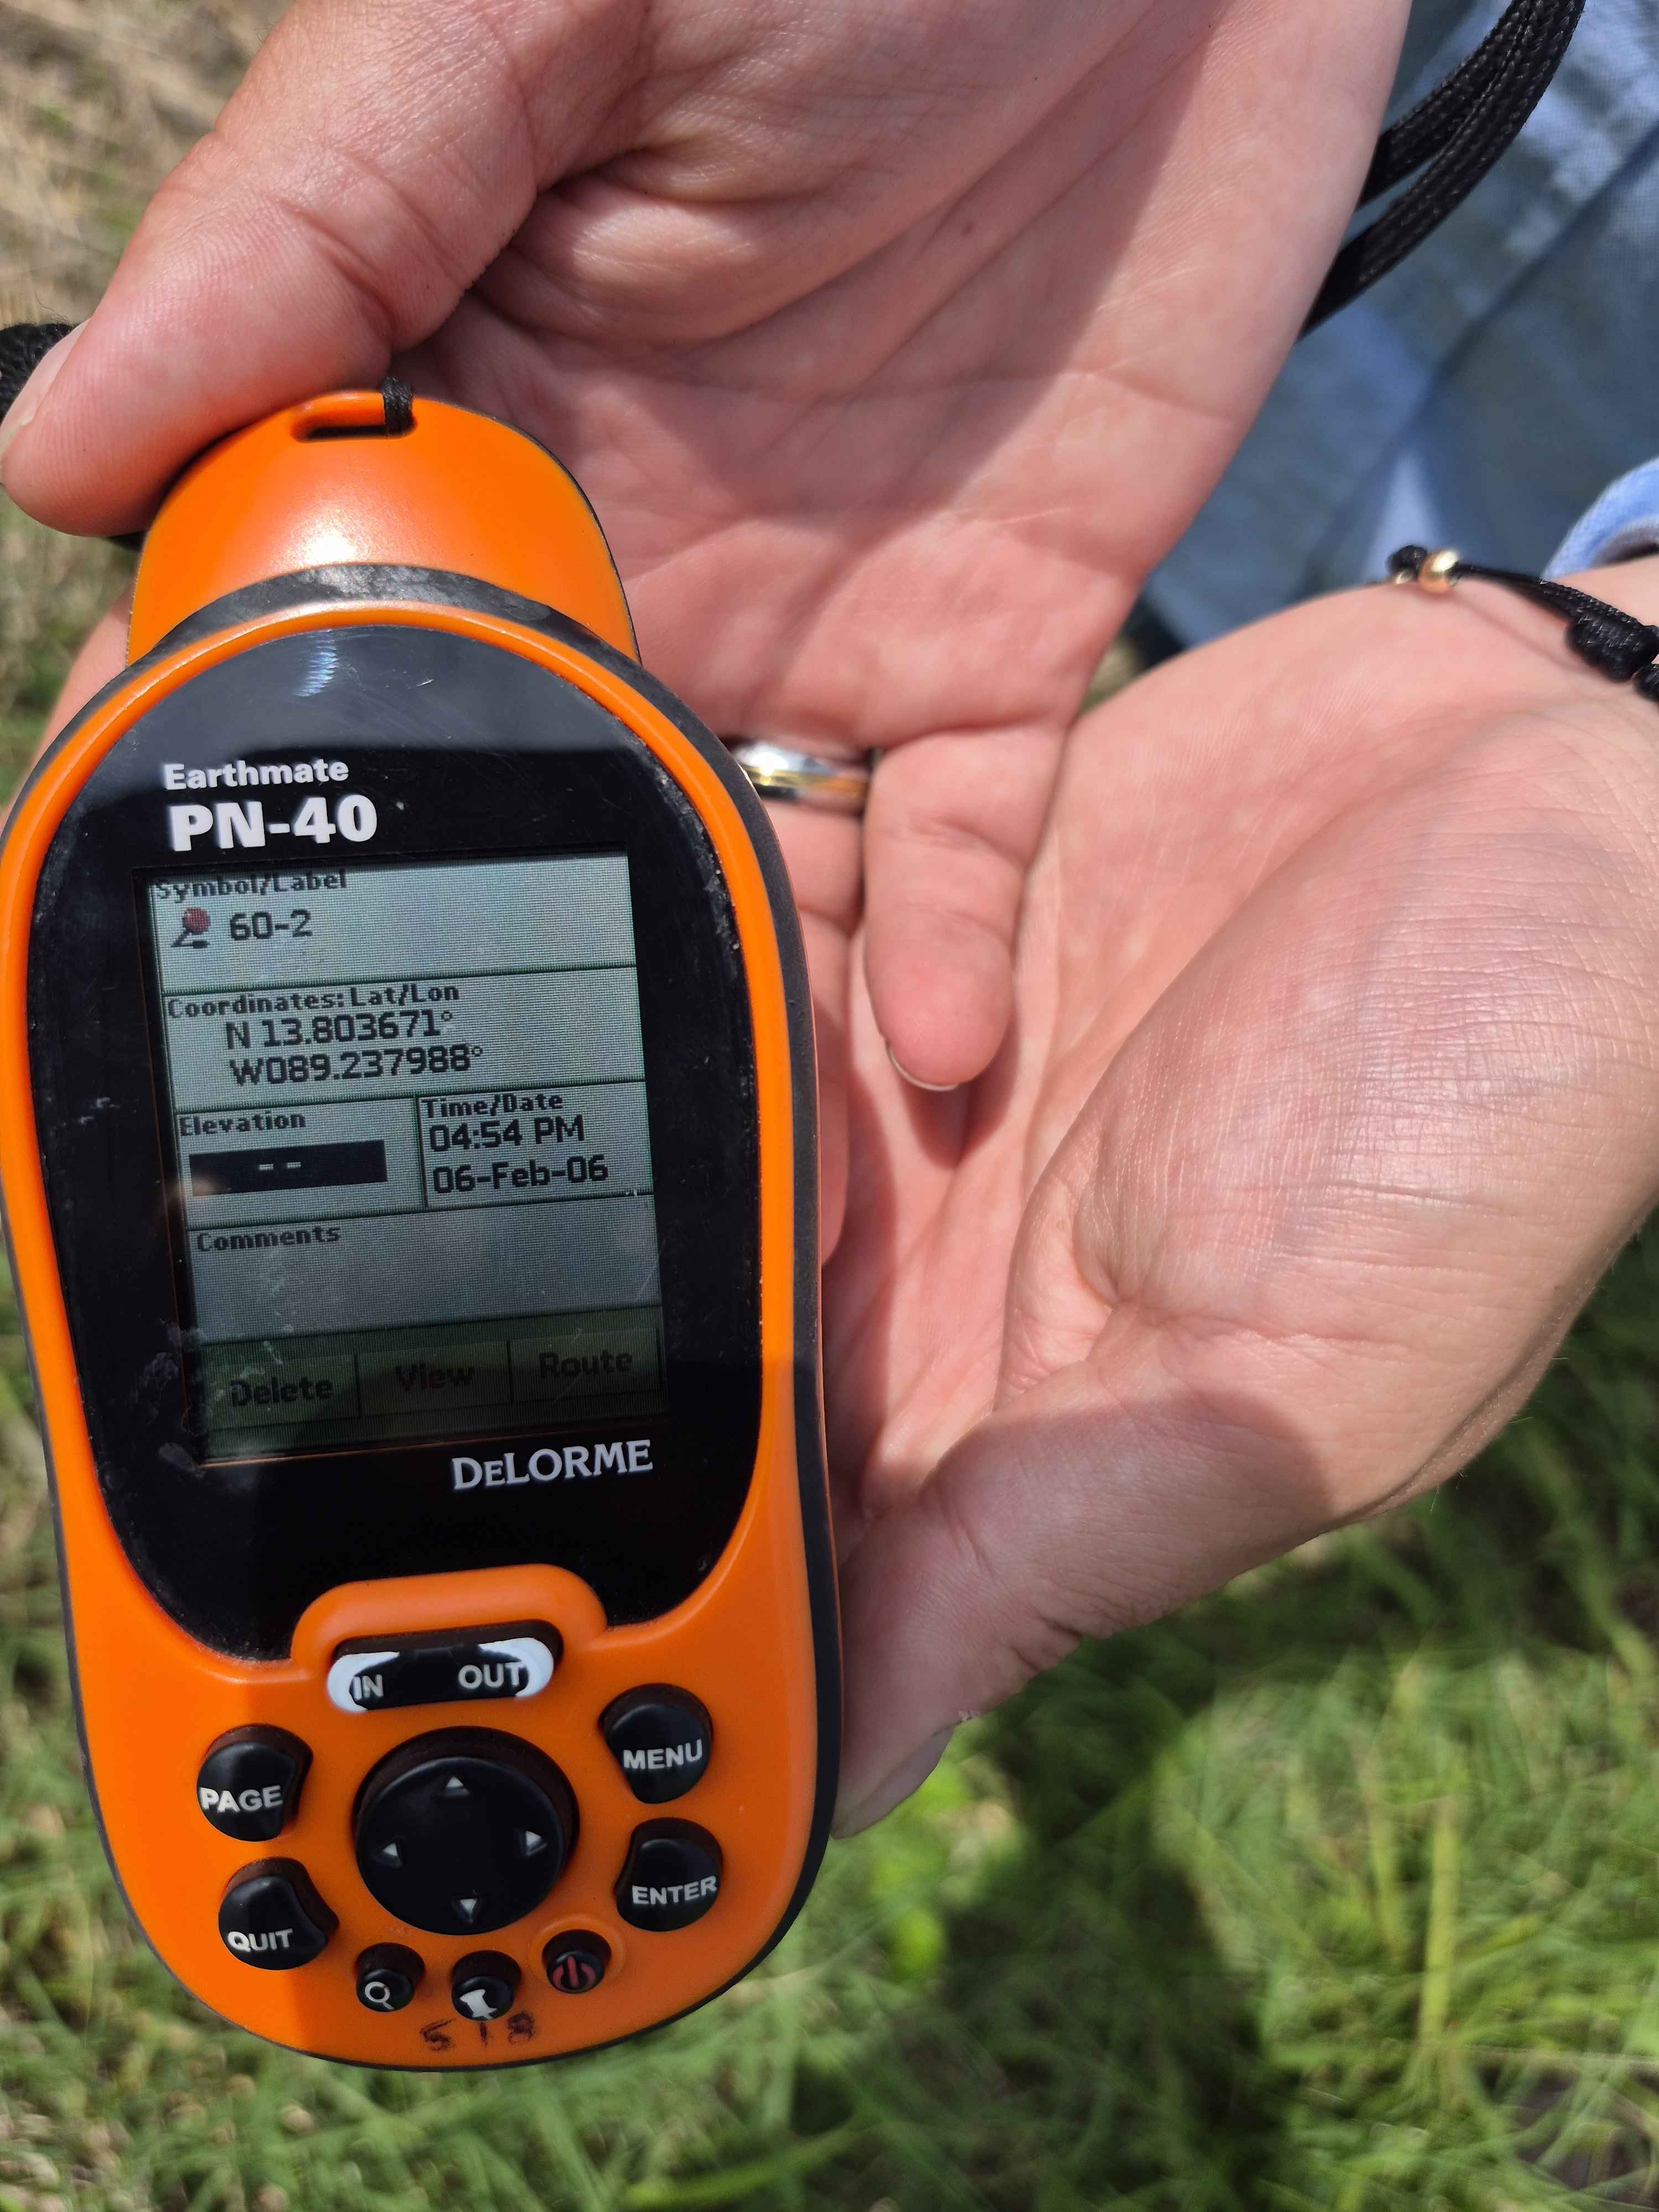 Earthmate
PN-40
Symbol/Label
60-2
Coordinates: Lat/Lon
N 13.803671°
W089.237988°
Elevation
--
Time/Date
04:54 PM
06-Feb-06
Comments
Delete View Route
DELORME
IN OUT
PAGE MENU
QUIT ENTER
518